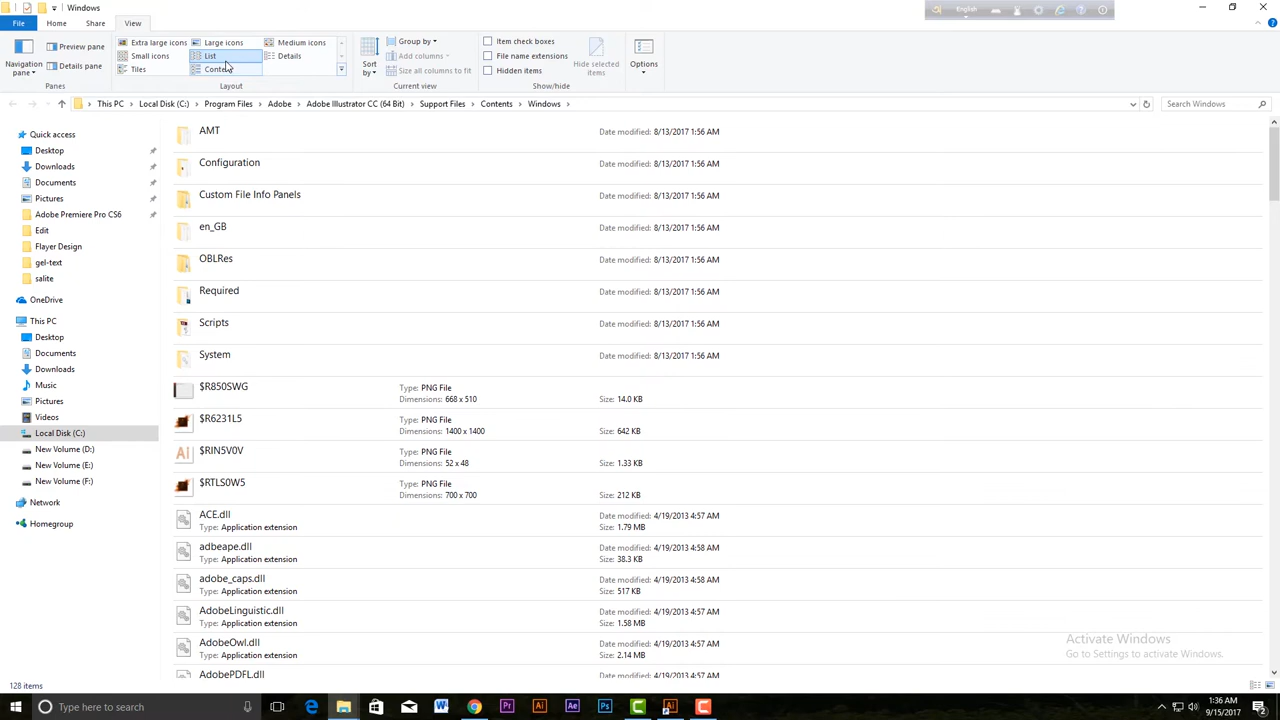 Windows
English
File Home Share View
Navigation pane
Preview pane
Details pane
Panes
Extra large icons Large icons Medium icons
Small icons List Details
Tiles Content
Layout
Sort by
Group by
Add columns
Size all columns to fit
Current view
Item check boxes
File name extensions
Hidden items
Hide selected items
Show/hide
Options
This PC > Local Disk (C:) > Program Files > Adobe > Adobe Illustrator CC (64 Bit) > Support Files > Contents > Windows >
Search Windows
Quick access
Desktop
Downloads
Documents
Pictures
Adobe Premiere Pro CS6
Edit
Flayer Design
gel-text
salite
OneDrive
This PC
Desktop
Documents
Downloads
Music
Pictures
Videos
Local Disk (C:)
New Volume (D:)
New Volume (E:)
New Volume (F:)
Network
Homegroup
AMT Date modified: 8/13/2017 1:56 AM
Configuration Date modified: 8/13/2017 1:56 AM
Custom File Info Panels Date modified: 8/13/2017 1:56 AM
en_GB Date modified: 8/13/2017 1:56 AM
OBLRes Date modified: 8/13/2017 1:56 AM
Required Date modified: 8/13/2017 1:56 AM
Scripts Date modified: 8/13/2017 1:56 AM
System Date modified: 8/13/2017 1:56 AM
$R850SWG Type: PNG File
Dimensions: 668 x 510 Size: 14.0 KB
$R6231L5 Type: PNG File
Dimensions: 1400 x 1400 Size: 642 KB
$RIN5V0V Type: PNG File
Dimensions: 52 x 48 Size: 1.33 KB
$RTLS0W5 Type: PNG File
Dimensions: 700 x 700 Size: 212 KB
ACE.dll Date modified: 4/19/2013 4:57 AM
Type: Application extension Size: 1.79 MB
adbeape.dll Date modified: 4/19/2013 4:58 AM
Type: Application extension Size: 38.3 KB
adobe_caps.dll Date modified: 4/19/2013 4:58 AM
Type: Application extension Size: 517 KB
AdobeLinguistic.dll Date modified: 4/19/2013 4:57 AM
Type: Application extension Size: 1.58 MB
AdobeOwl.dll Date modified: 4/19/2013 4:57 AM
Type: Application extension Size: 2.14 MB
AdobePDFL.dll
Activate Windows
Go to Settings to activate Windows.
128 items
Type here to search
1:36 AM
9/15/2017